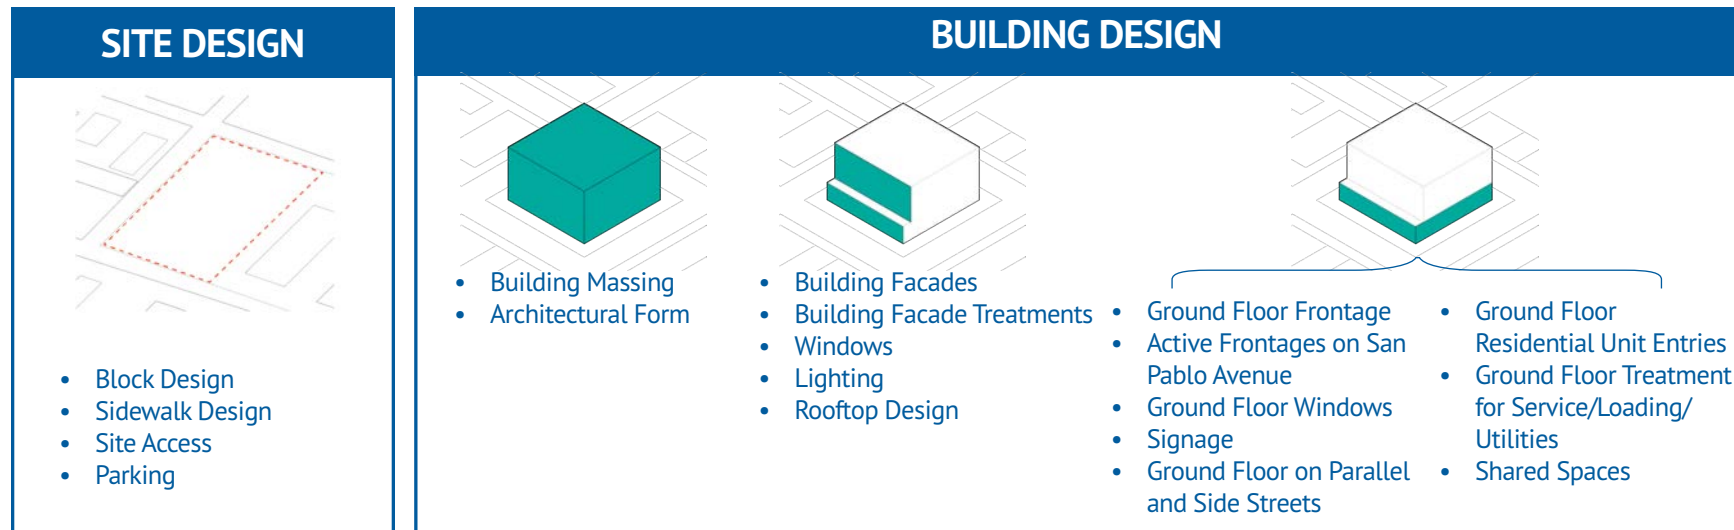 SITE DESIGN
• Block Design
• Sidewalk Design
• Site Access
• Parking
BUILDING DESIGN
• Building Massing
• Architectural Form
• Building Facades
• Building Facade Treatments
• Windows
• Lighting
• Rooftop Design
• Ground Floor Frontage
• Active Frontages on San
Pablo Avenue
• Ground Floor Windows
• Signage
• Ground Floor on Parallel
and Side Streets
• Ground Floor
Residential Unit Entries
• Ground Floor Treatment
for Service/Loading/
Utilities
• Shared Spaces